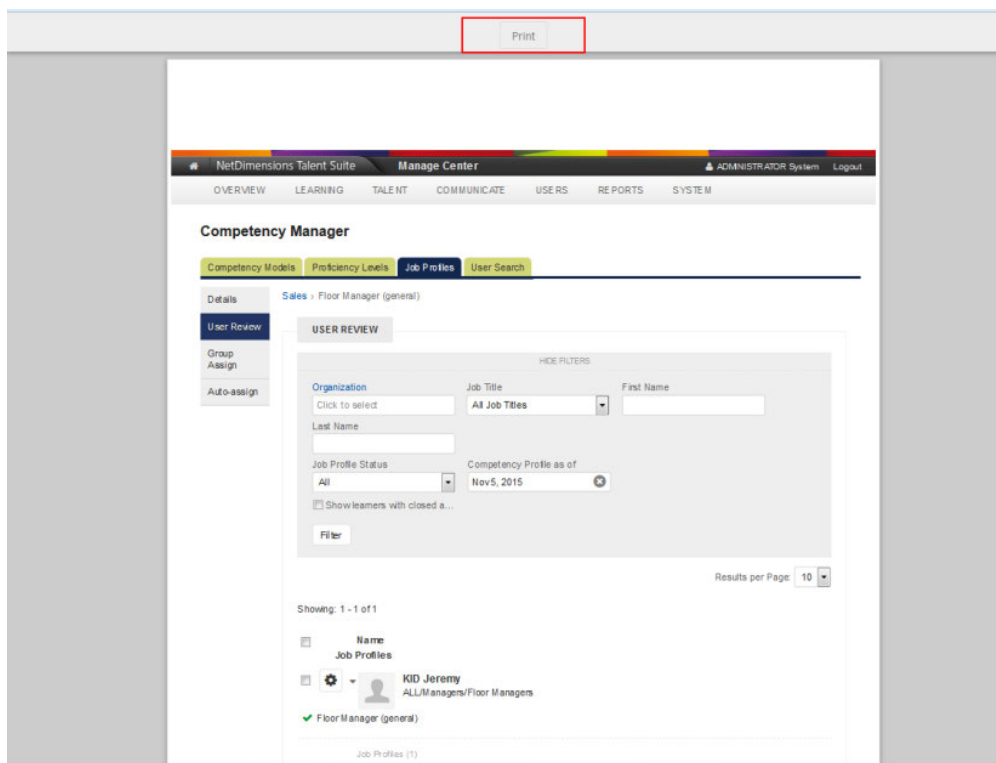 Print
NetDimensions Talent Suite Manage Center ADMINISTRATOR System Logout
OVERVIEW LEARNING TALENT COMMUNICATE USERS REPORTS SYSTEM
Competency Manager
Competency Models Proficiency Levels Job Profiles User Search
Details
User Review
Group
Assign
Auto-assign
Sales › Floor Manager (general)
USER REVIEW
HIDE FILTERS
Organization Job Title First Name
Click to select All Job Titles
Last Name
Job Profile Status Competency Profile as of
All Nov 5, 2015
Show learners with closed a...
Filter
Results per Page: 10
Showing: 1 - 1 of 1
Name
Job Profiles
KID Jeremy
ALL/Managers/Floor Managers
Floor Manager (general)
Job Profiles (1)